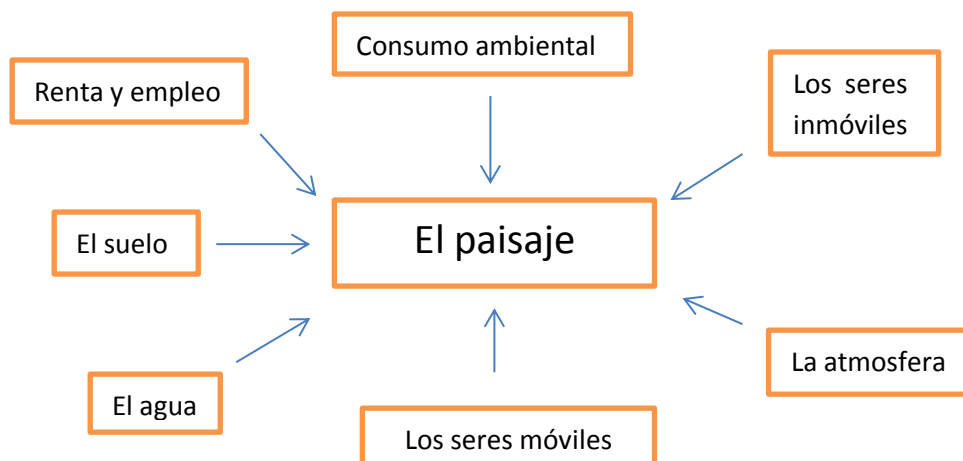 Consumo ambiental
Renta y empleo
Los seres
inmóviles
El suelo
El paisaje
La atmosfera
El agua
Los seres móviles